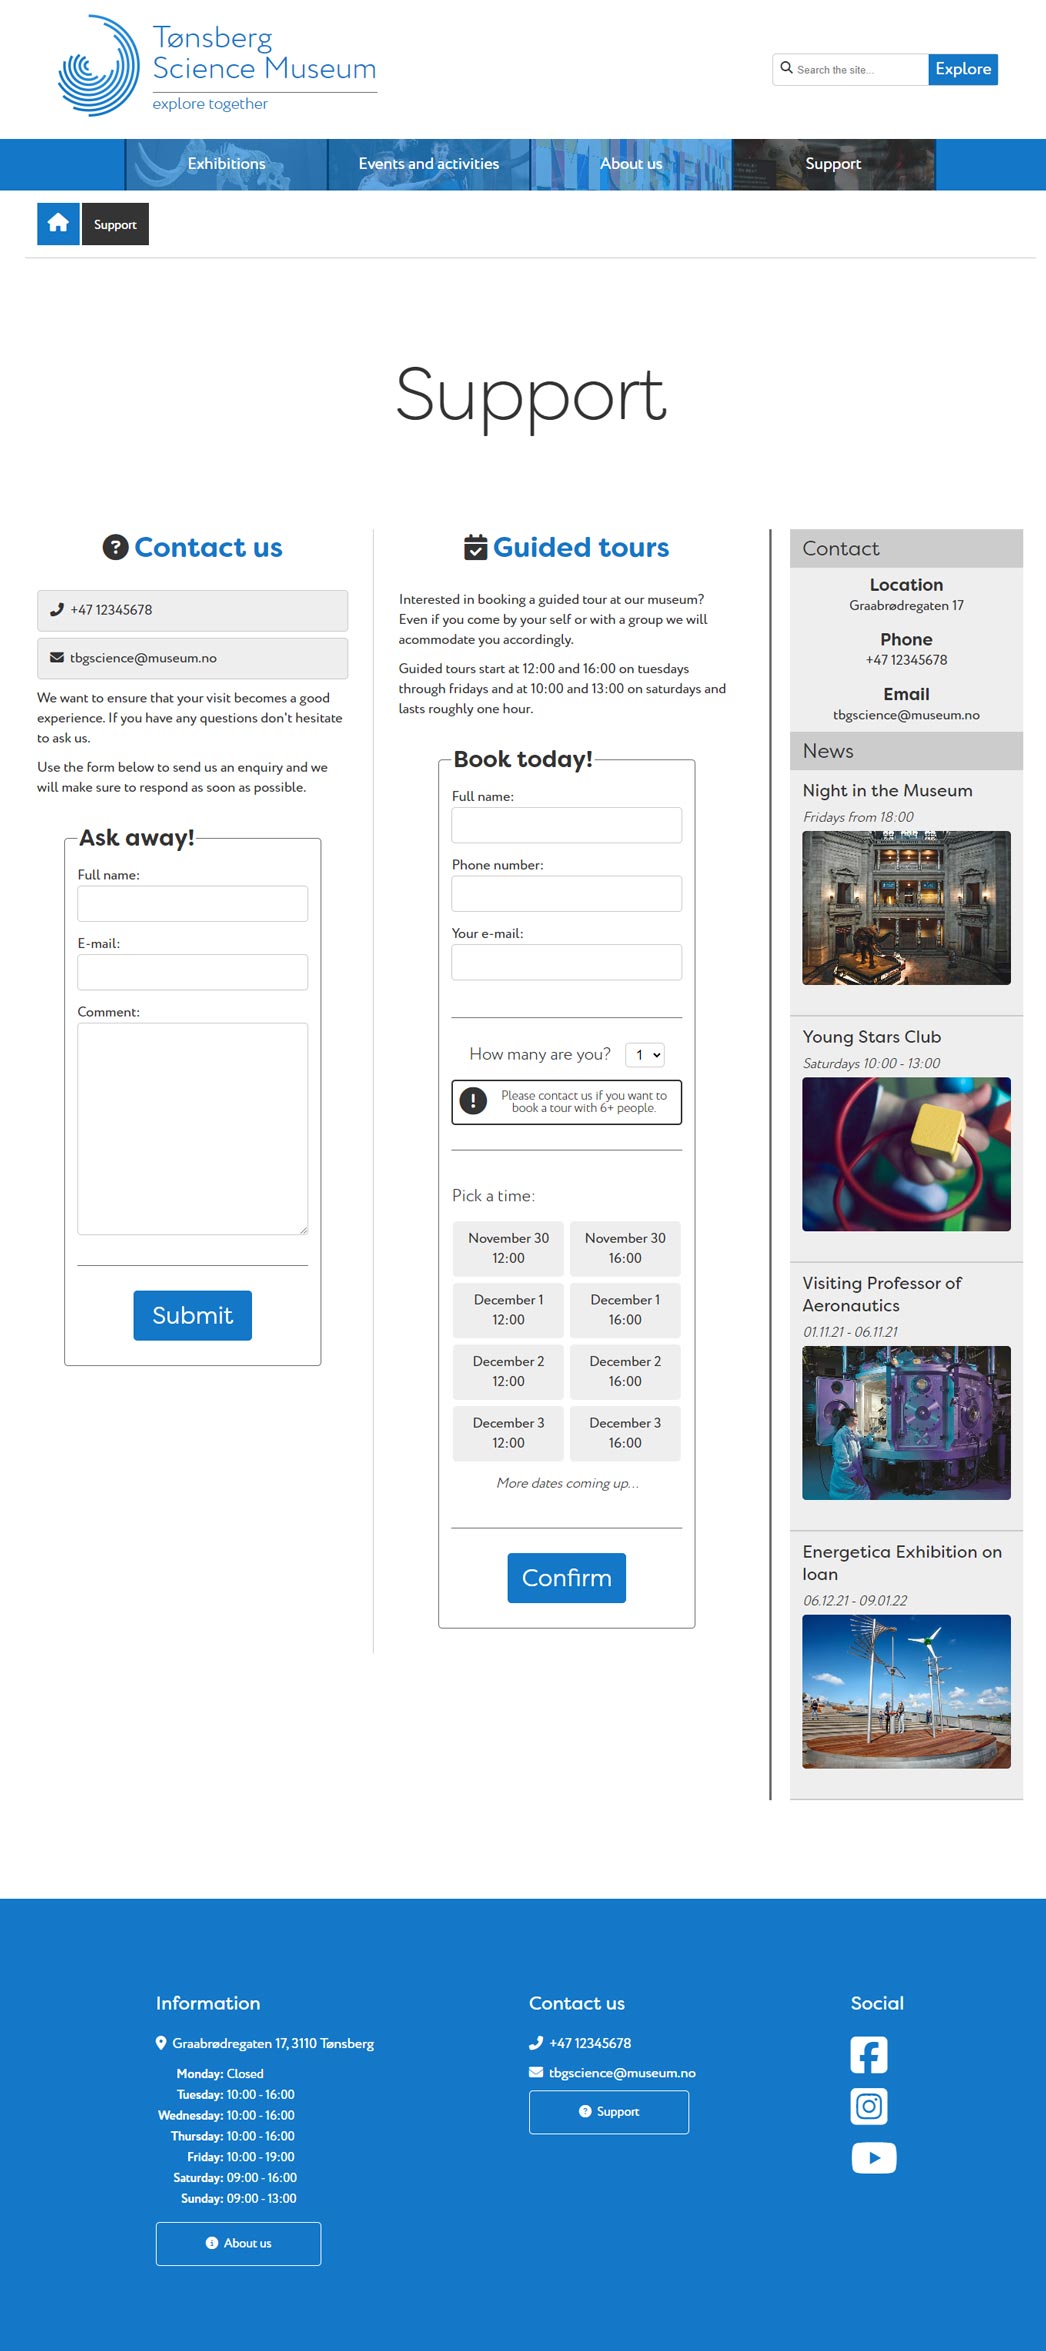 Tønsberg
Science Museum
explore together
Search the site...
Explore
Exhibitions
Events and activities
About us
Support
Support
Support
Contact us
+47 12345678
tbgscience@museum.no
We want to ensure that your visit becomes a good
experience. If you have any questions don't hesitate
to ask us.
Use the form below to send us an enquiry and we
will make sure to respond as soon as possible.
Ask away!
Full name:
E-mail:
Comment:
Submit
Guided tours
Interested in booking a guided tour at our museum?
Even if you come by your self or with a group we will
acommodate you accordingly.
Guided tours start at 12:00 and 16:00 on tuesdays
through fridays and at 10:00 and 13:00 on saturdays and
lasts roughly one hour.
Book today!
Full name:
Phone number:
Your e-mail:
How many are you?
1
Please contact us if you want to
book a tour with 6+ people.
Pick a time:
November 30
12:00
November 30
16:00
December 1
12:00
December 1
16:00
December 2
12:00
December 2
16:00
December 3
12:00
December 3
16:00
More dates coming up...
Confirm
Contact
Location
Graabrødregaten 17
Phone
+47 12345678
Email
tbgscience@museum.no
News
Night in the Museum
Fridays from 18:00
Young Stars Club
Saturdays 10:00 - 13:00
Visiting Professor of
Aeronautics
01.11.21 - 06.11.21
Energetica Exhibition on
loan
06.12.21 - 09.01.22
Information
Graabrødregaten 17, 3110 Tønsberg
Monday: Closed
Tuesday: 10:00 - 16:00
Wednesday: 10:00 - 16:00
Thursday: 10:00 - 16:00
Friday: 10:00 - 19:00
Saturday: 09:00 - 16:00
Sunday: 09:00 - 13:00
About us
Contact us
+47 12345678
tbgscience@museum.no
Support
Social